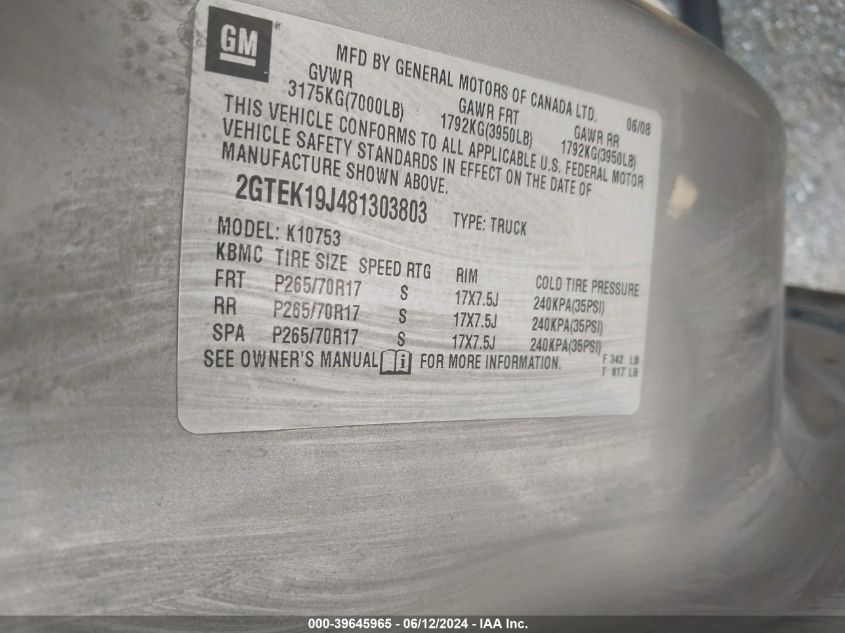 GM
MFD BY GENERAL MOTORS OF CANADA LTD. 06/08
GVWR GAWR FRT GAWR RR
3175KG(7000LB) 1792KG(3950LB) 1792KG(3950LB)
THIS VEHICLE CONFORMS TO ALL APPLICABLE U.S. FEDERAL MOTOR
VEHICLE SAFETY STANDARDS IN EFFECT ON THE DATE OF
MANUFACTURE SHOWN ABOVE.
2GTEK19J481303803 TYPE: TRUCK
MODEL: K10753
KBMC TIRE SIZE SPEED RTG RIM COLD TIRE PRESSURE
FRT P265/70R17 S 17X7.5J 240KPA(35PSI)
RR P265/70R17 S 17X7.5J 240KPA(35PSI)
SPA P265/70R17 S 17X7.5J 240KPA(35PSI)
SEE OWNER'S MANUAL FOR MORE INFORMATION.
F 342 LB
T 817 LB
000-39645965 - 06/12/2024 - IAA Inc.